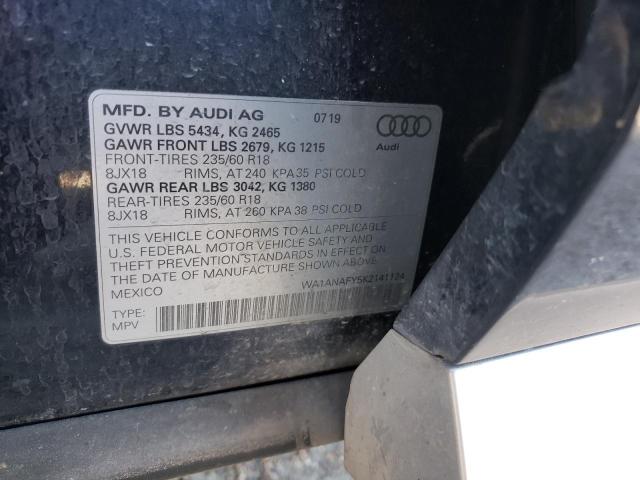 MFD. BY AUDI AG 07 19
GVWR LBS 5434, KG 2465
GAWR FRONT LBS 2679, KG 1215 Audi
FRONT-TIRES 235/60 R18
8JX18 RIMS, AT 240 KPA 35 PSI COLD
GAWR REAR LBS 3042, KG 1380
REAR-TIRES 235/60 R18
8JX18 RIMS, AT 260 KPA 38 PSI COLD
THIS VEHICLE CONFORMS TO ALL APPLICABLE
U.S. FEDERAL MOTOR VEHICLE SAFETY AND
THEFT PREVENTION STANDARDS IN EFFECT ON
THE DATE OF MANUFACTURE SHOWN ABOVE.
MEXICO WA1ANAFY5K2141124
TYPE:
MPV